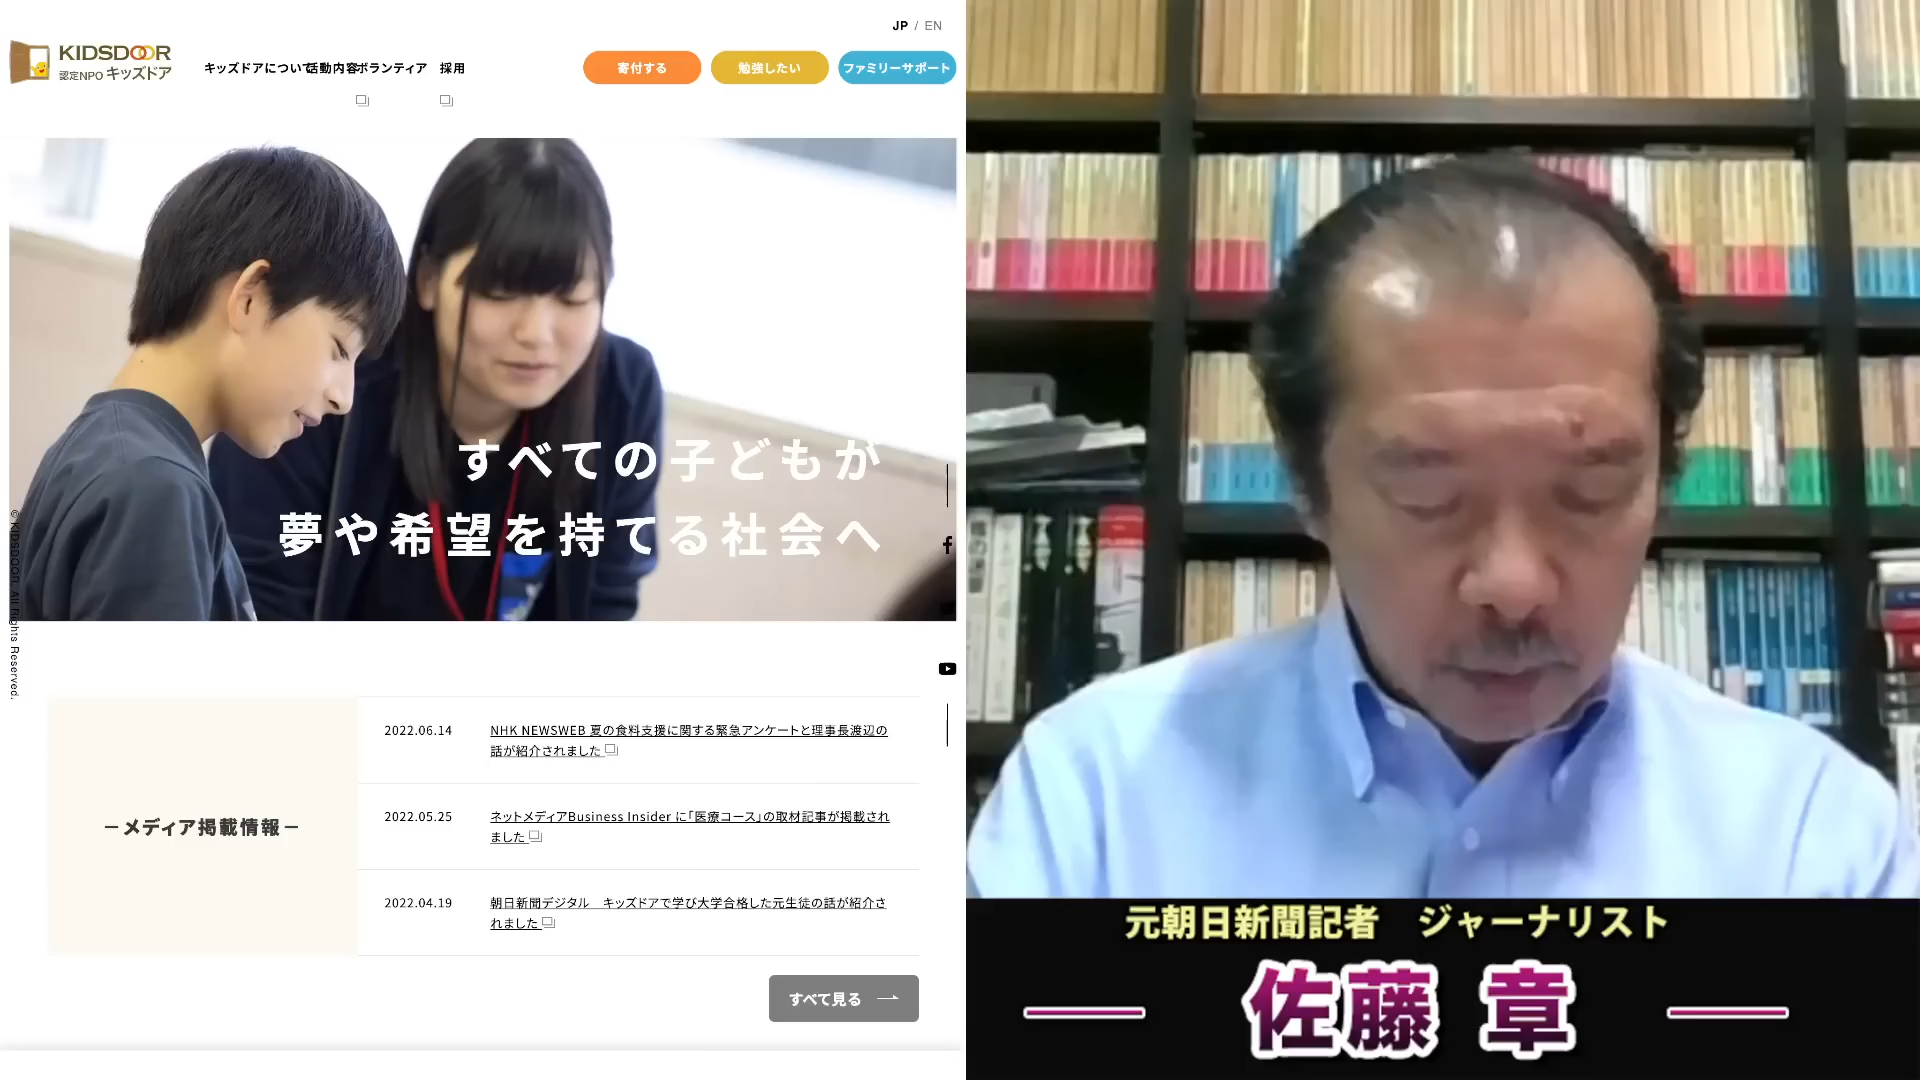 JP / EN
KIDSDOOR
認定NPO キッズドア
キッズドアについて
活動内容
ボランティア
採用
寄付する
勉強したい
ファミリーサポート
すべての子どもが
夢や希望を持てる社会へ
© KIDSDOOR. All Rights Reserved.
－メディア掲載情報－
2022.06.14
NHK NEWSWEB 夏の食料支援に関する緊急アンケートと理事長渡辺の
話が紹介されました
2022.05.25
ネットメディアBusiness Insider に「医療コース」の取材記事が掲載され
ました
2022.04.19
朝日新聞デジタル　キッズドアで学び大学合格した元生徒の話が紹介さ
れました
すべて見る
元朝日新聞記者　ジャーナリスト
佐藤 章